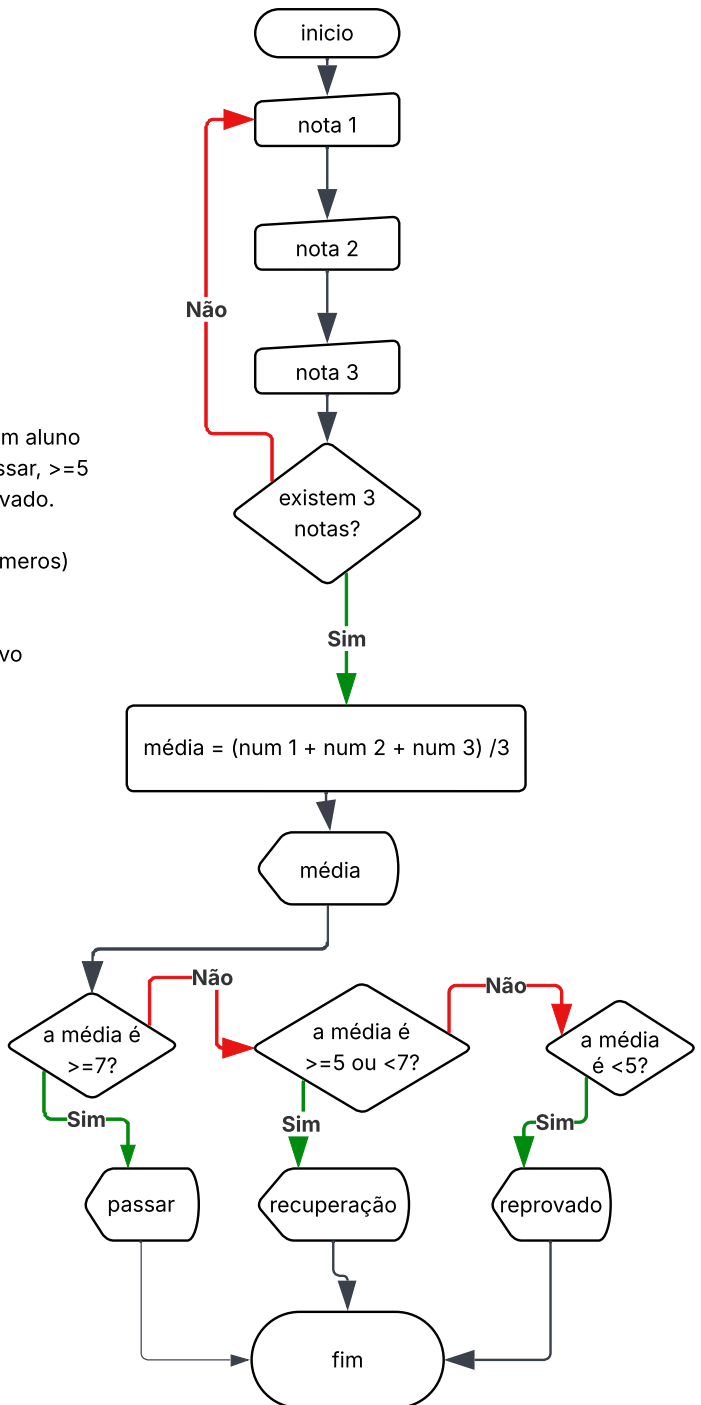 inicio
nota 1
nota 2
Não
nota 3
m aluno
ssar, >=5
vado.
existem 3
notas?
meros)
Sim
vo
média = (num 1 + num 2 + num 3) /3
média
Não
Não
a média é
>=7?
a média é
>=5 ou <7?
a média
é <5?
Sim
Sim
Sim
passar
recuperação
reprovado
fim